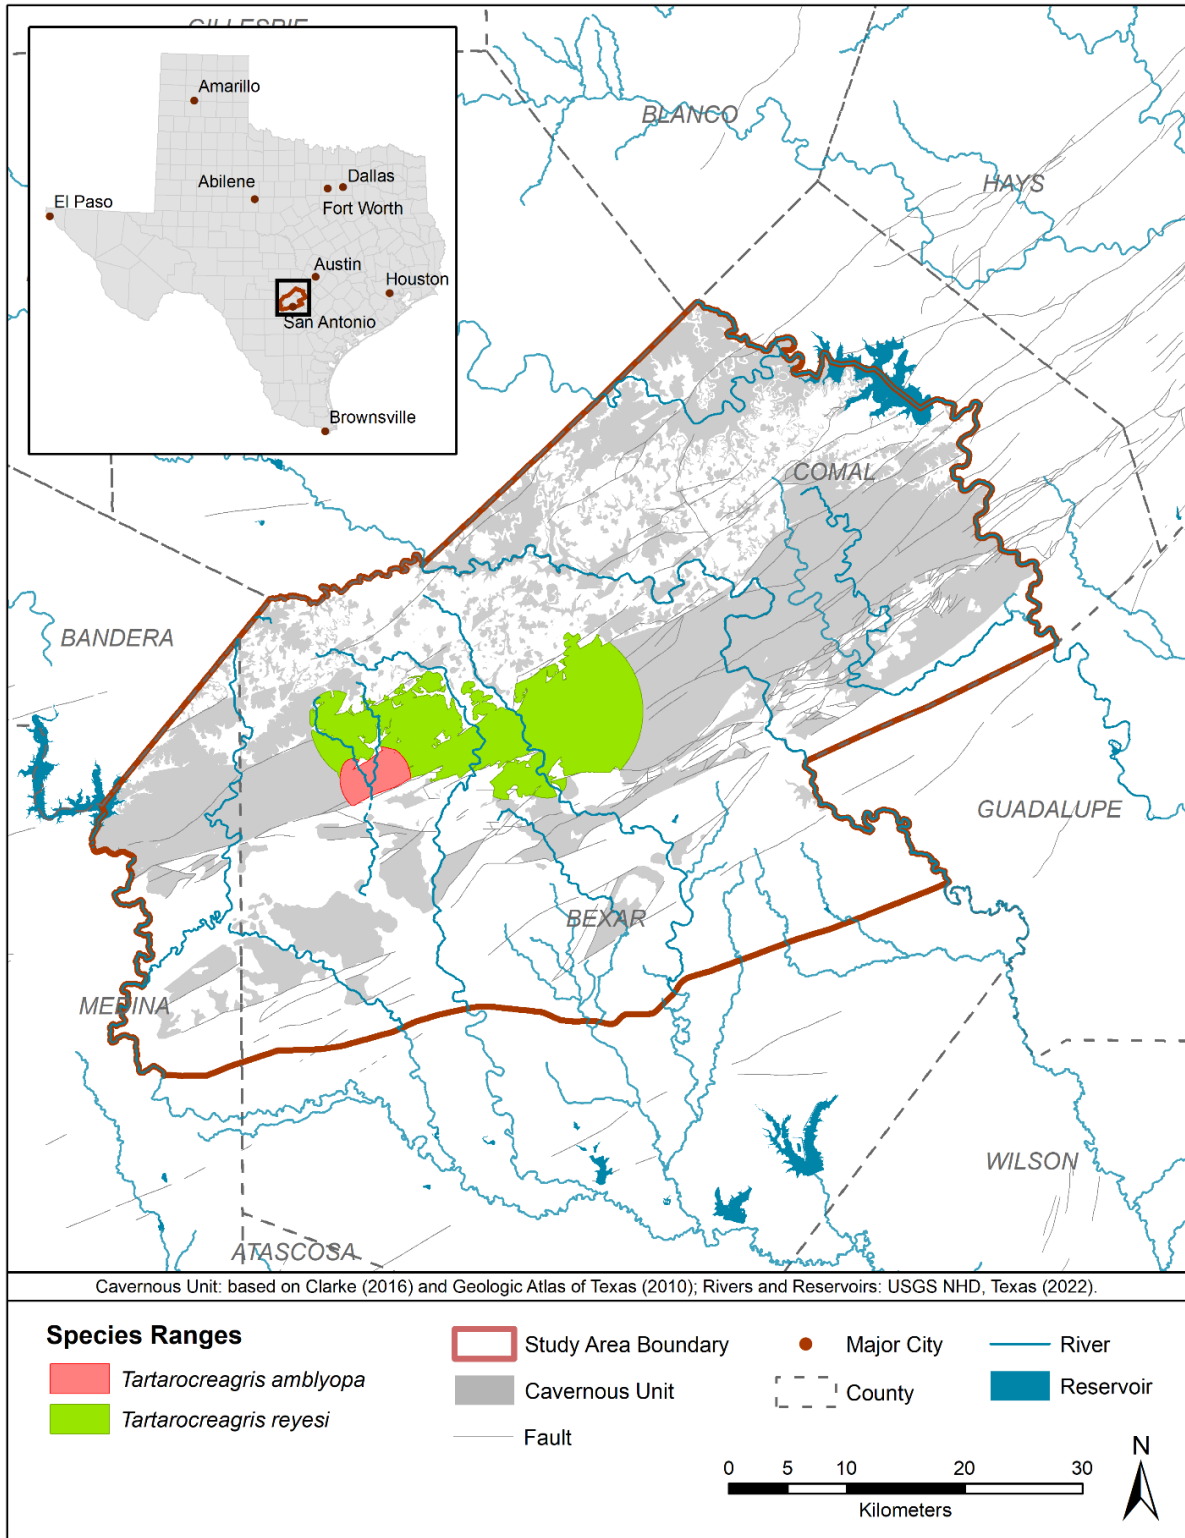 GILLESPIE
Amarillo
Abilene
Dallas
Fort Worth
El Paso
Austin
Houston
San Antonio
Brownsville
BLANCO
HAYS
COMAL
BANDERA
GUADALUPE
BEXAR
MEDINA
WILSON
ATASCOSA
Cavernous Unit: based on Clarke (2016) and Geologic Atlas of Texas (2010); Rivers and Reservoirs: USGS NHD, Texas (2022).
Species Ranges
Tartarocreagris amblyopa
Tartarocreagris reyesi
Study Area Boundary
Cavernous Unit
Fault
Major City
County
River
Reservoir
0 5 10 20 30
Kilometers
N